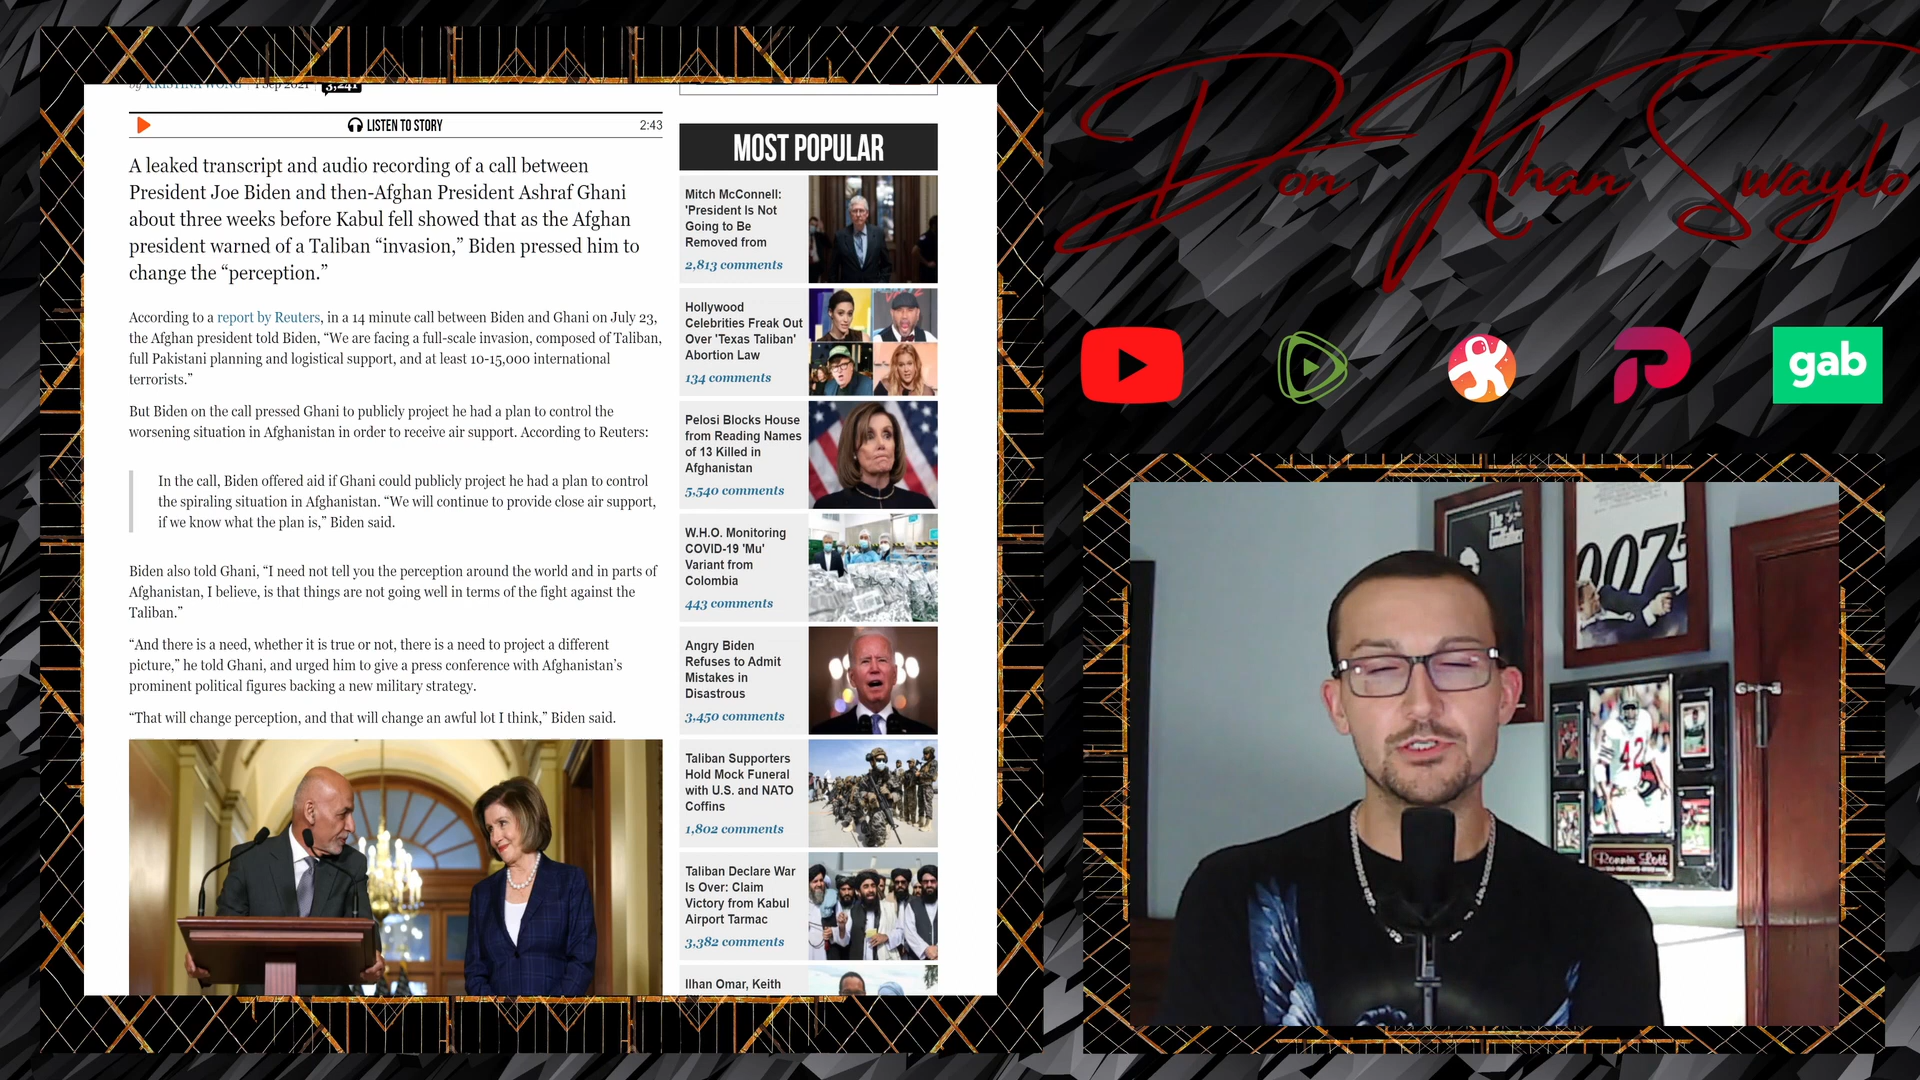 by KRISTINA WONG | 1 Sep 2021 | 3,241
LISTEN TO STORY
2:43
A leaked transcript and audio recording of a call between
President Joe Biden and then-Afghan President Ashraf Ghani
about three weeks before Kabul fell showed that as the Afghan
president warned of a Taliban “invasion,” Biden pressed him to
change the “perception.”
According to a report by Reuters, in a 14 minute call between Biden and Ghani on July 23,
the Afghan president told Biden, “We are facing a full-scale invasion, composed of Taliban,
full Pakistani planning and logistical support, and at least 10-15,000 international
terrorists.”
But Biden on the call pressed Ghani to publicly project he had a plan to control the
worsening situation in Afghanistan in order to receive air support. According to Reuters:
In the call, Biden offered aid if Ghani could publicly project he had a plan to control
the spiraling situation in Afghanistan. “We will continue to provide close air support,
if we know what the plan is,” Biden said.
Biden also told Ghani, “I need not tell you the perception around the world and in parts of
Afghanistan, I believe, is that things are not going well in terms of the fight against the
Taliban.”
“And there is a need, whether it is true or not, there is a need to project a different
picture,” he told Ghani, and urged him to give a press conference with Afghanistan’s
prominent political figures backing a new military strategy.
“That will change perception, and that will change an awful lot I think,” Biden said.
MOST POPULAR
Mitch McConnell:
'President Is Not
Going to Be
Removed from
2,813 comments
Hollywood
Celebrities Freak Out
Over 'Texas Taliban'
Abortion Law
134 comments
Pelosi Blocks House
from Reading Names
of 13 Killed in
Afghanistan
5,540 comments
W.H.O. Monitoring
COVID-19 'Mu'
Variant from
Colombia
443 comments
Angry Biden
Refuses to Admit
Mistakes in
Disastrous
3,450 comments
Taliban Supporters
Hold Mock Funeral
with U.S. and NATO
Coffins
1,802 comments
Taliban Declare War
Is Over: Claim
Victory from Kabul
Airport Tarmac
3,382 comments
Ilhan Omar, Keith
Don Khan Swaylo
gab
The
007
42
Ronnie Lott